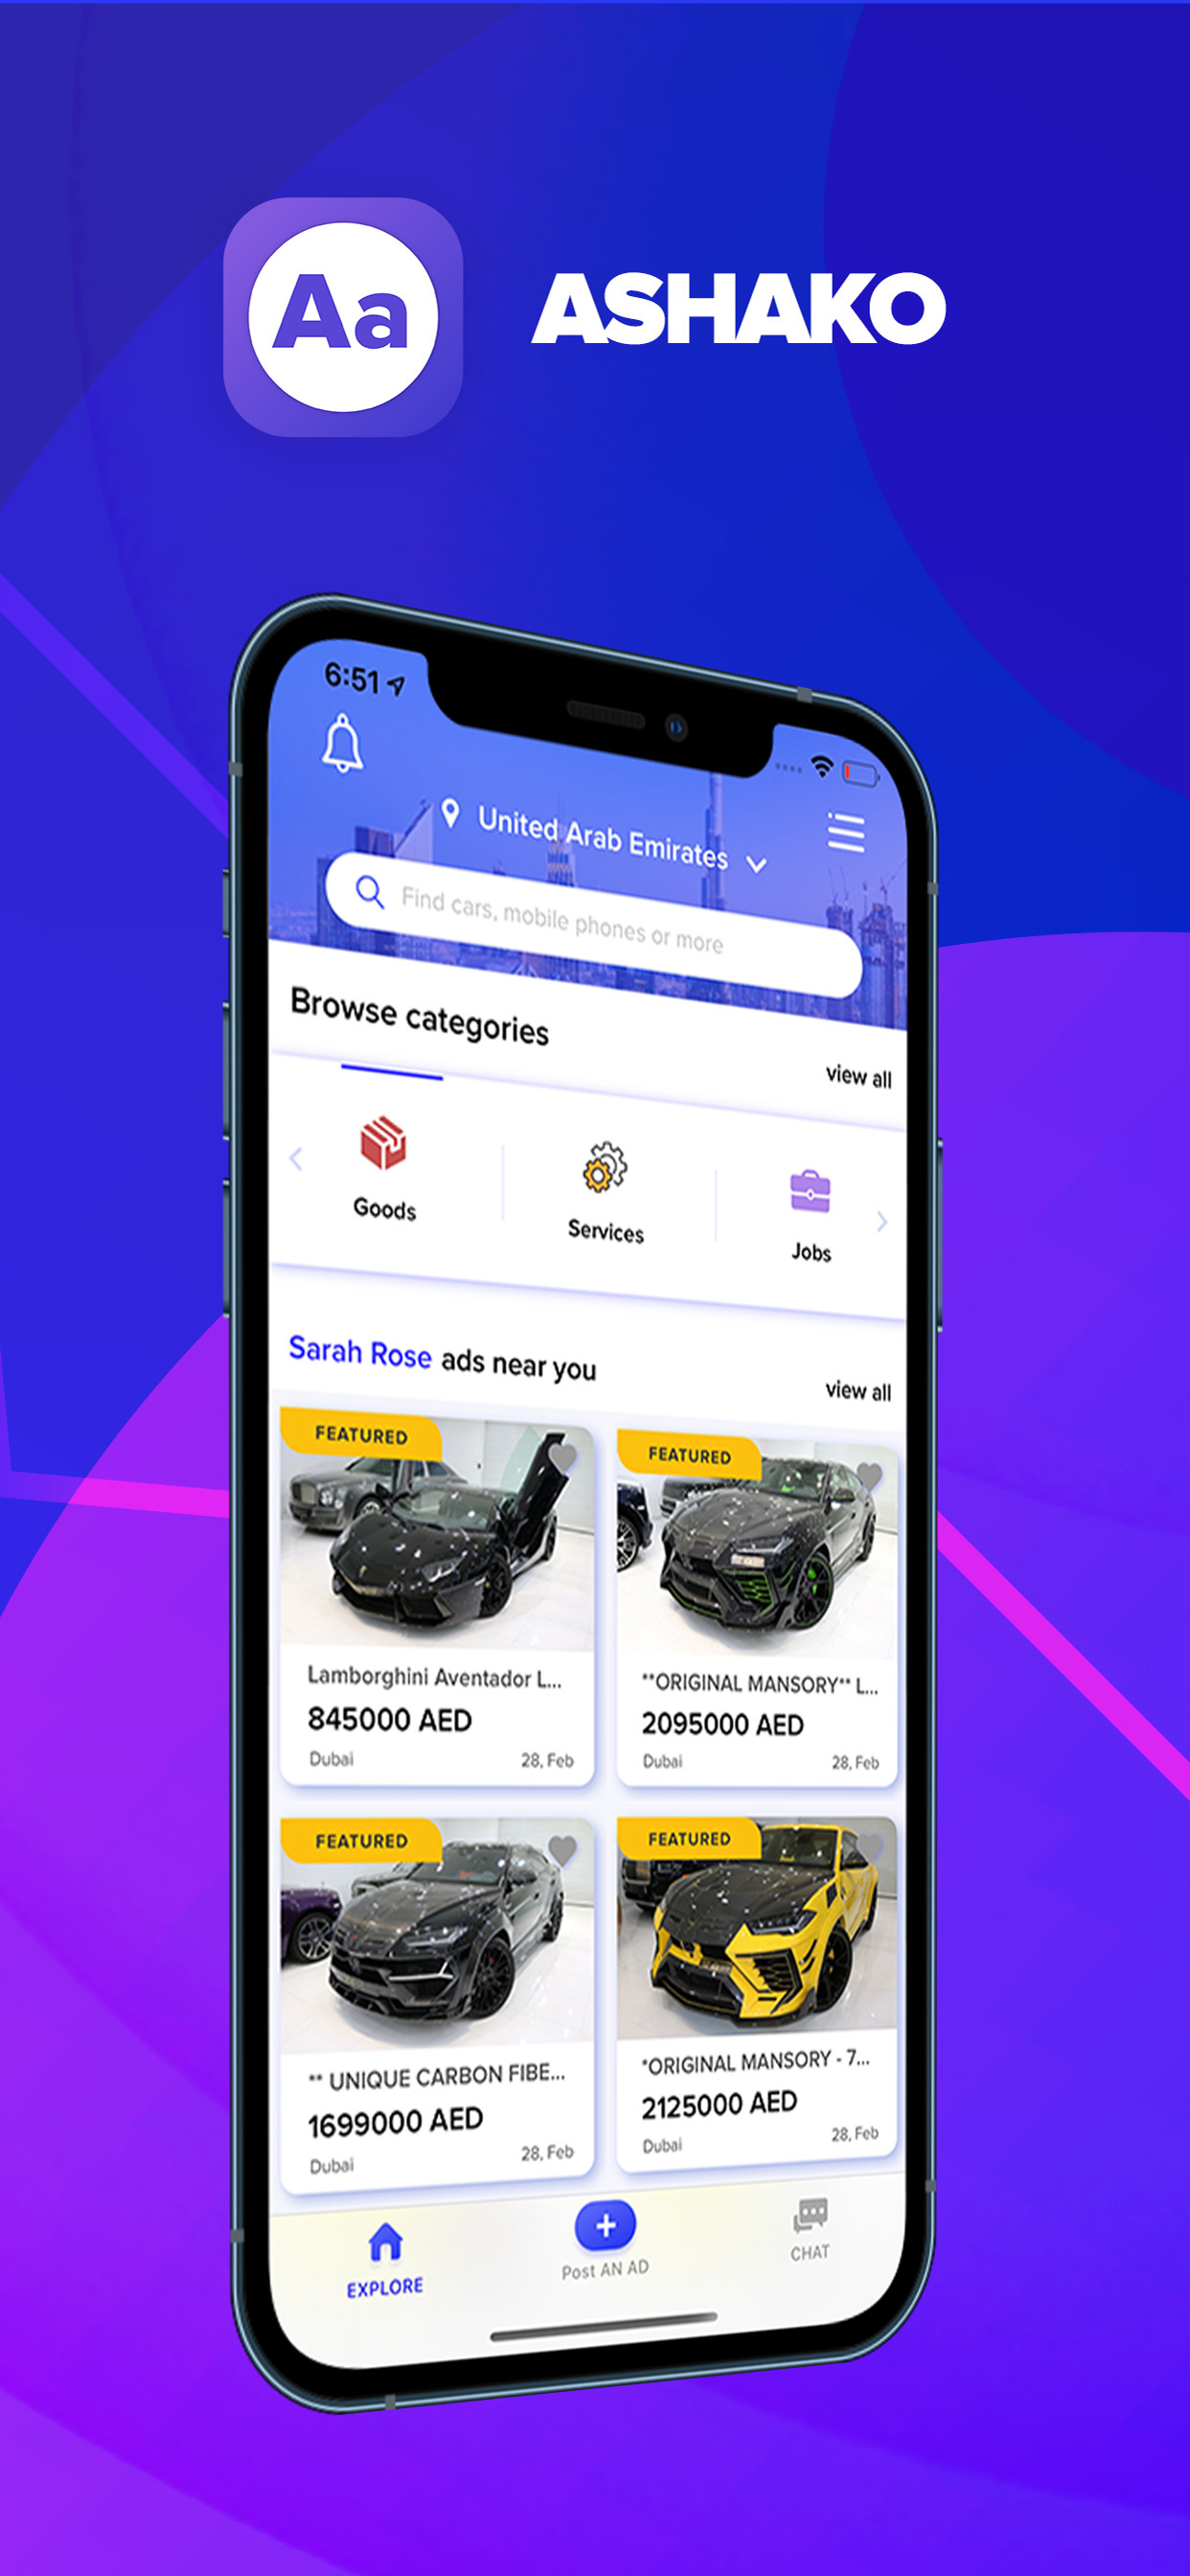 Aa
ASHAKO
6:51
United Arab Emirates
Find cars, mobile phones or more
Browse categories
view all
Goods
Services
Jobs
Sarah Rose ads near you
view all
FEATURED
FEATURED
Lamborghini Aventador L...
**ORIGINAL MANSORY** L...
845000 AED
2095000 AED
Dubai
28, Feb
Dubai
28, Feb
FEATURED
FEATURED
** UNIQUE CARBON FIBE...
*ORIGINAL MANSORY - 7...
1699000 AED
2125000 AED
Dubai
28, Feb
Dubai
28, Feb
EXPLORE
Post AN AD
CHAT